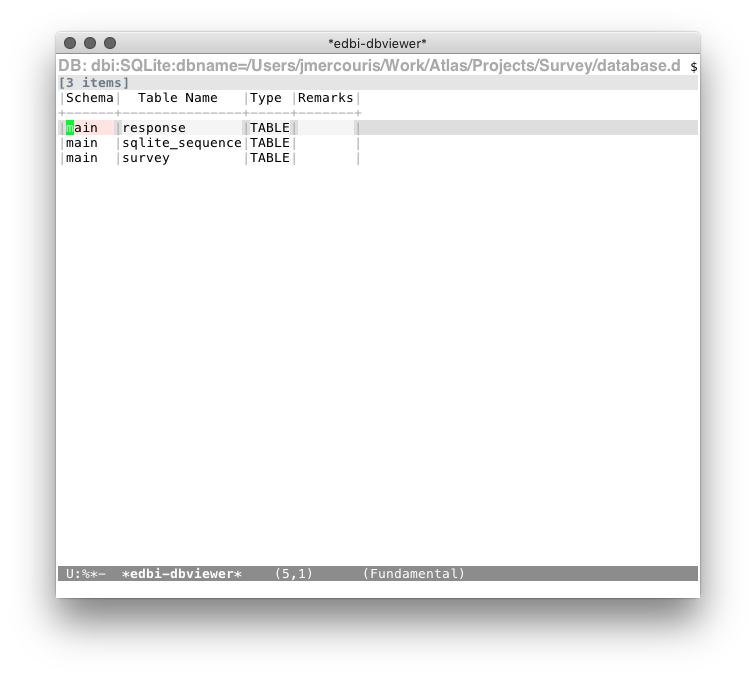 *edbi-dbviewer*
DB: dbi:SQLite:dbname=/Users/jmercouris/Work/Atlas/Projects/Survey/database.d $
[3 items]
|Schema|  Table Name   |Type |Remarks|
+------+---------------+-----+-------+
|main  |response       |TABLE|       |
|main  |sqlite_sequence|TABLE|       |
|main  |survey         |TABLE|       |
U:%*-  *edbi-dbviewer*    (5,1)      (Fundamental)